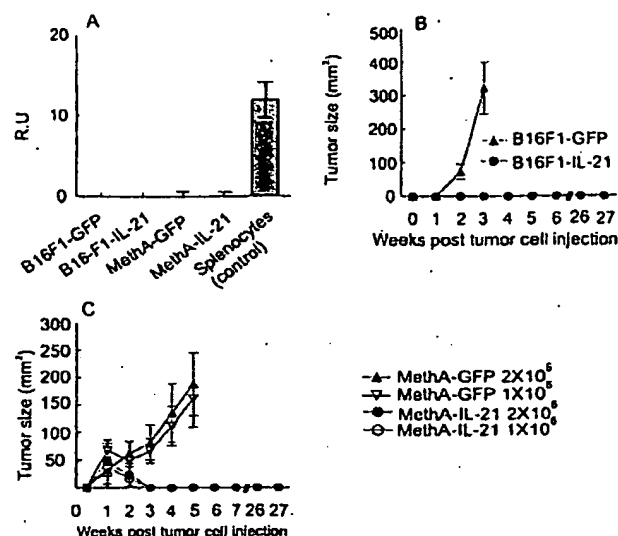 A
R.U
20
10
0
B16F1-GFP
B16-F1-IL-21
MethA-GFP
MethA-IL-21
Splenocytes
(control)
B
Tumor size (mm²)
500
400
300
200
100
0
B16F1-GFP
B16F1-IL-21
0 1 2 3 4 5 6 26 27
Weeks post tumor cell injection
C
Tumor size (mm²)
300
250
200
150
100
50
0 1 2 3 4 5 6 7 26 27
Weeks post tumor cell injection
MethA-GFP 2X10⁶
MethA-GFP 1X10⁶
MethA-IL-21 2X10⁶
MethA-IL-21 1X10⁶